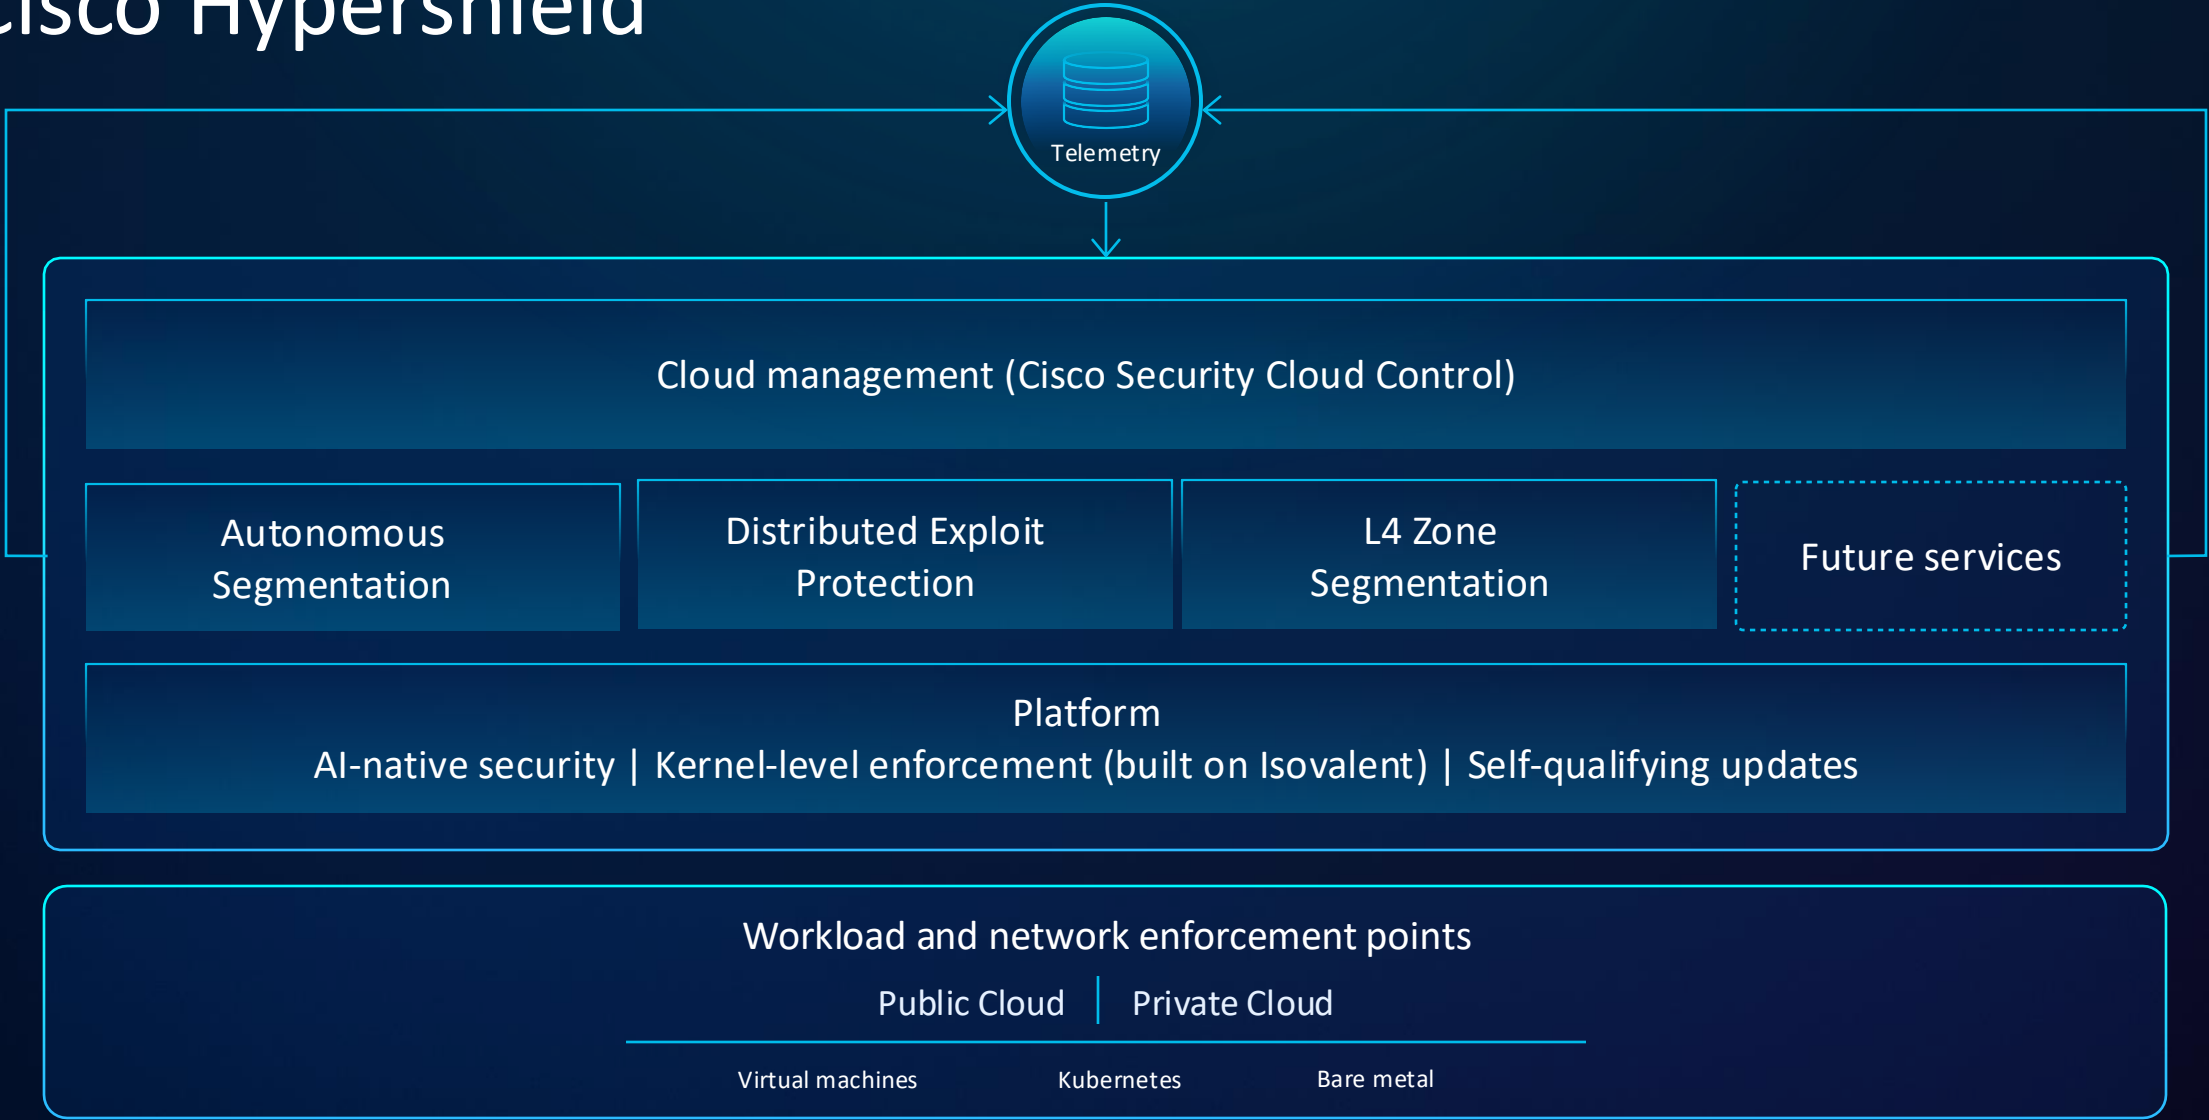 Cisco Hypershield
Telemetry
Cloud management (Cisco Security Cloud Control)
Autonomous
Segmentation
Distributed Exploit
Protection
L4 Zone
Segmentation
Future services
Platform
AI-native security | Kernel-level enforcement (built on Isovalent) | Self-qualifying updates
Workload and network enforcement points
Public Cloud | Private Cloud
Virtual machines Kubernetes Bare metal